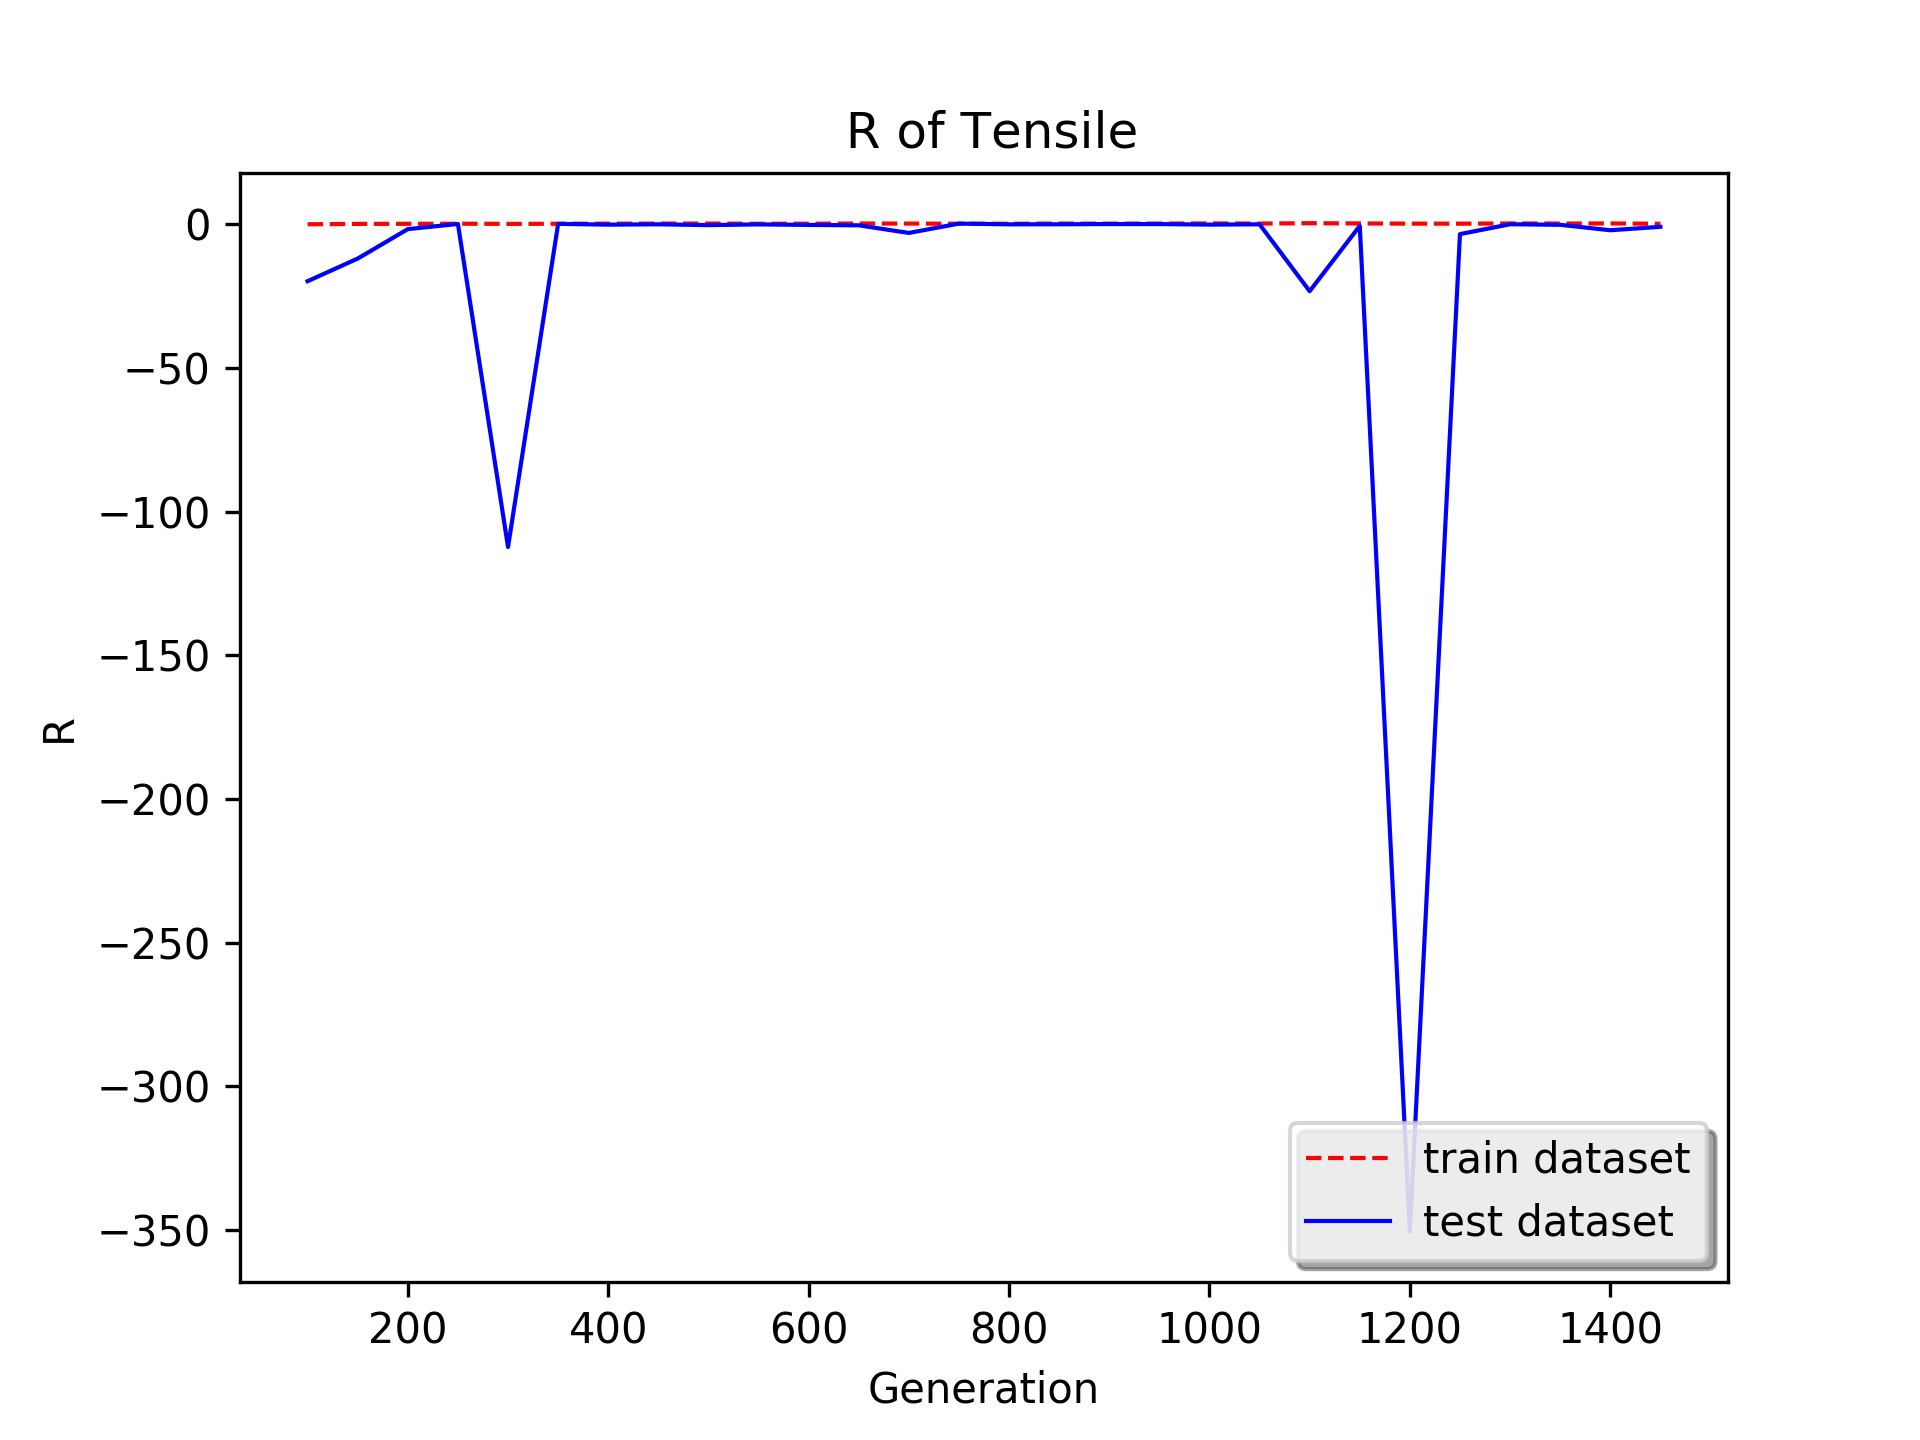 R of Tensile
0
−50
−100
−150
−200
−250
−300
−350
R
train dataset
test dataset
200 400 600 800 1000 1200 1400
Generation